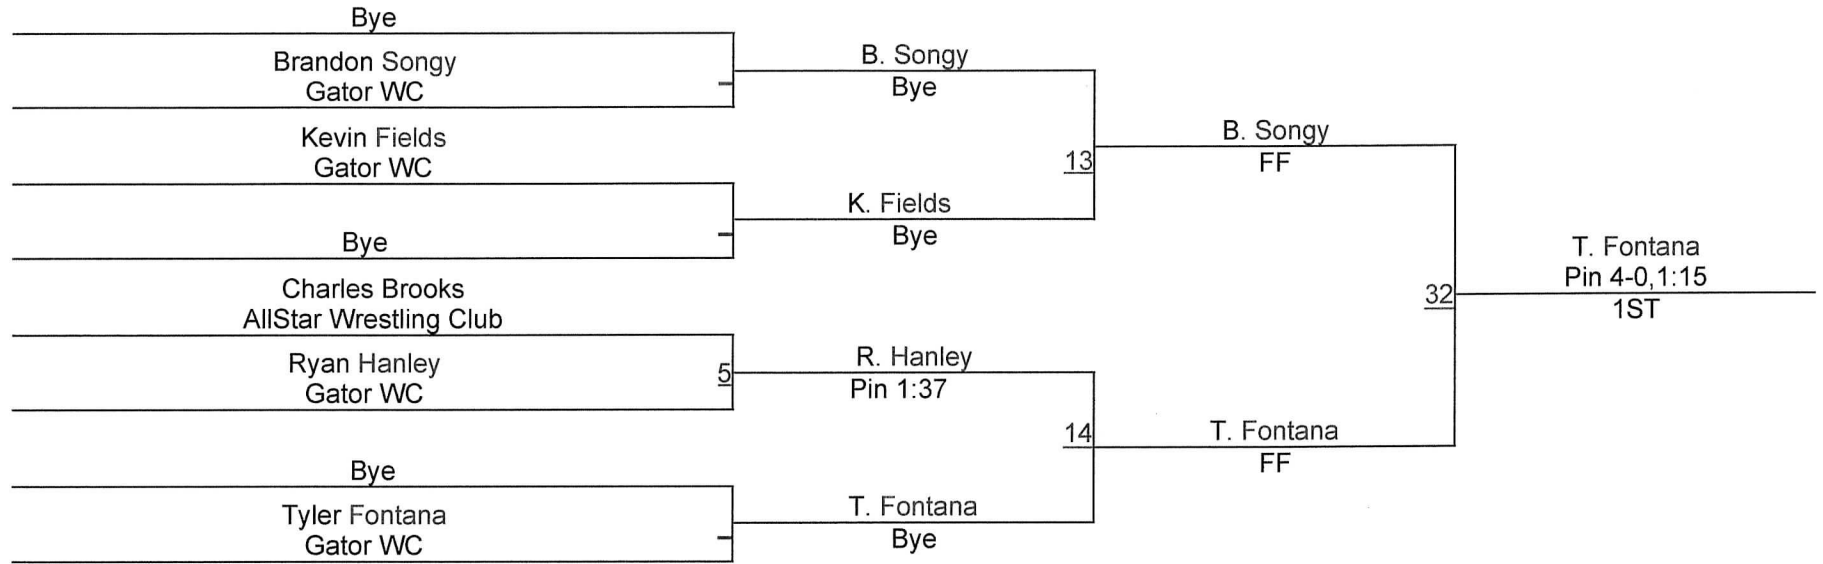 Bye
Brandon Songy
Gator WC
Kevin Fields
Gator WC
Bye
Charles Brooks
AllStar Wrestling Club
Ryan Hanley
Gator WC
Bye
Tyler Fontana
Gator WC
5
B. Songy
Bye
K. Fields
Bye
R. Hanley
Pin 1:37
T. Fontana
Bye
13
14
B. Songy
FF
T. Fontana
FF
32
T. Fontana
Pin 4-0,1:15
1ST